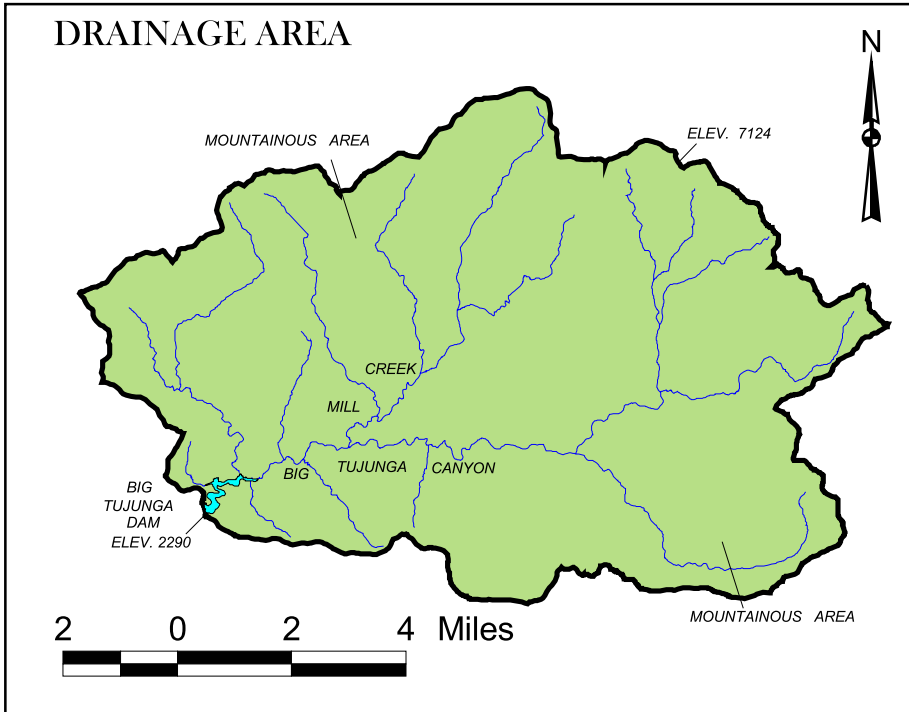 DRAINAGE AREA
N
MOUNTAINOUS AREA
ELEV. 7124
CREEK
MILL
BIG
TUJUNGA
CANYON
BIG
TUJUNGA
DAM
ELEV. 2290
MOUNTAINOUS AREA
2 0 2 4 Miles